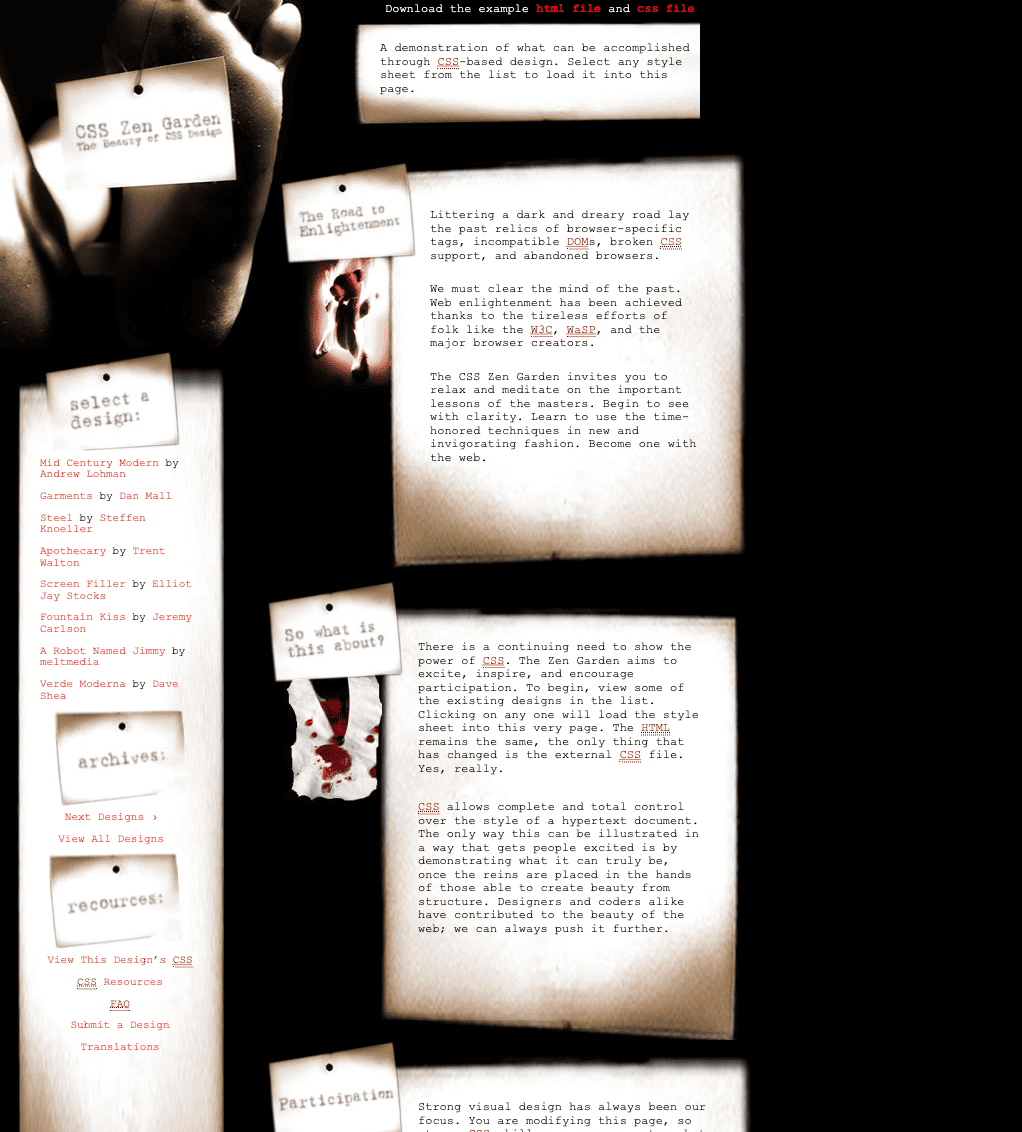 Download the example html file and css file
A demonstration of what can be accomplished
through CSS-based design. Select any style
sheet from the list to load it into this
page.
CSS Zen Garden
The Beauty of CSS Design
The Road to
Enlightenment
Littering a dark and dreary road lay
the past relics of browser-specific
tags, incompatible DOMs, broken CSS
support, and abandoned browsers.
We must clear the mind of the past.
Web enlightenment has been achieved
thanks to the tireless efforts of
folk like the W3C, WaSP, and the
major browser creators.
The CSS Zen Garden invites you to
relax and meditate on the important
lessons of the masters. Begin to see
with clarity. Learn to use the time-
honored techniques in new and
invigorating fashion. Become one with
the web.
So what is
this about?
There is a continuing need to show the
power of CSS. The Zen Garden aims to
excite, inspire, and encourage
participation. To begin, view some of
the existing designs in the list.
Clicking on any one will load the style
sheet into this very page. The HTML
remains the same, the only thing that
has changed is the external CSS file.
Yes, really.
CSS allows complete and total control
over the style of a hypertext document.
The only way this can be illustrated in
a way that gets people excited is by
demonstrating what it can truly be,
once the reins are placed in the hands
of those able to create beauty from
structure. Designers and coders alike
have contributed to the beauty of the
web; we can always push it further.
Participation
Strong visual design has always been our
focus. You are modifying this page, so
select a
design:
Mid Century Modern by
Andrew Lohman
Garments by Dan Mall
Steel by Steffen
Knoeller
Apothecary by Trent
Walton
Screen Filler by Elliot
Jay Stocks
Fountain Kiss by Jeremy
Carlson
A Robot Named Jimmy by
meltmedia
Verde Moderna by Dave
Shea
archives:
Next Designs ›
View All Designs
recources:
View This Design’s CSS
CSS Resources
FAQ
Submit a Design
Translations